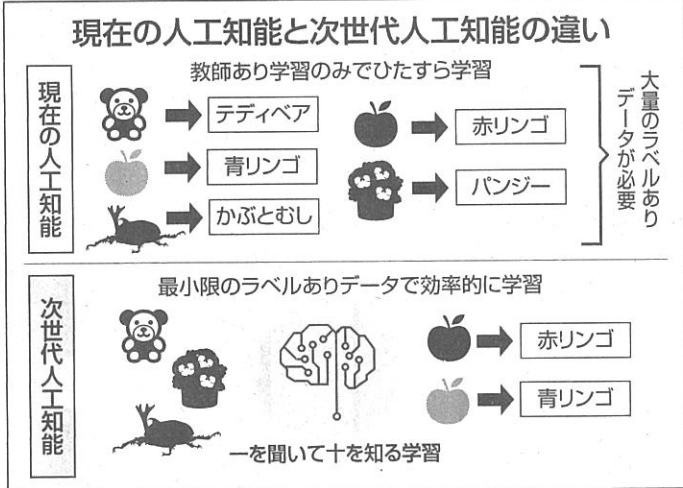 現在の人工知能と次世代人工知能の違い
現在の人工知能
教師あり学習のみでひたすら学習
テディベア
青リンゴ
かぶとむし
赤リンゴ
パンジー
大量のラベルあり
データが必要
次世代人工知能
最小限のラベルありデータで効率的に学習
赤リンゴ
青リンゴ
一を聞いて十を知る学習